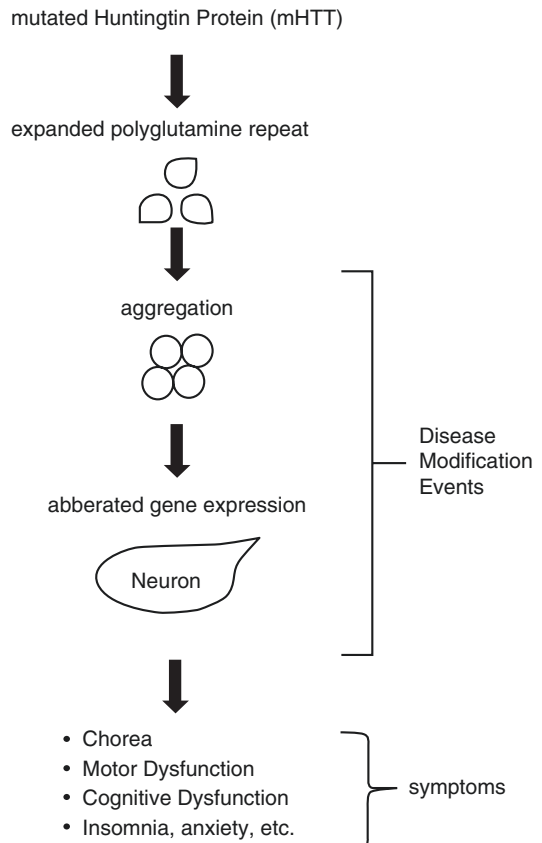 mutated Huntingtin Protein (mHTT)
expanded polyglutamine repeat
aggregation
abberated gene expression
Neuron
Disease
Modification
Events
• Chorea
• Motor Dysfunction
• Cognitive Dysfunction
• Insomnia, anxiety, etc.
symptoms